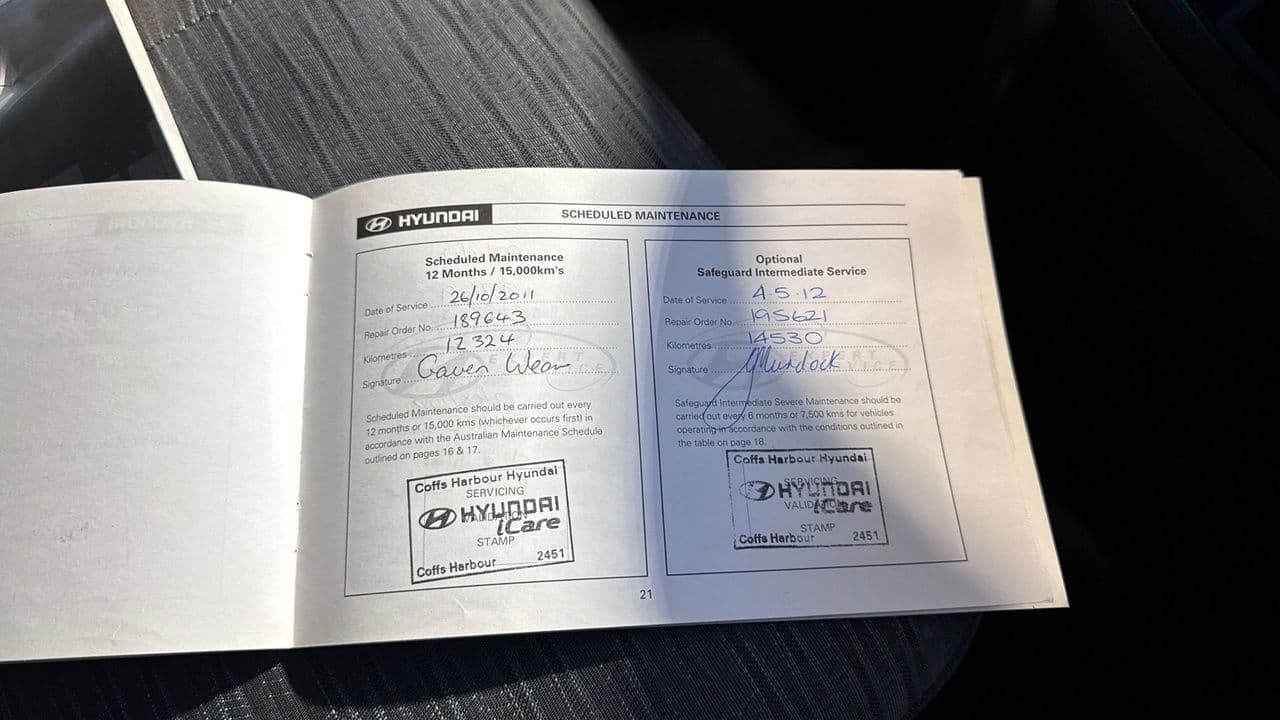 HYUNDAI
SCHEDULED MAINTENANCE
Scheduled Maintenance
12 Months / 15,000km's
Date of Service 26/10/2011
Repair Order No. 189643
Kilometres 12324
Signature Gaven Wear
Scheduled Maintenance should be carried out every
12 months or 15,000 kms (whichever occurs first) in
accordance with the Australian Maintenance Schedule
outlined on pages 16 & 17.
Coffs Harbour Hyundai
SERVICING
HYUNDAI
VALIDATION
iCare
STAMP
Coffs Harbour 2451
Optional
Safeguard Intermediate Service
Date of Service 4.5.12
Repair Order No. 195621
Kilometres 14530
Signature Murdock
Safeguard Intermediate Severe Maintenance should be
carried out every 6 months or 7,500 kms for vehicles
operating in accordance with the conditions outlined in
the table on page 18.
Coffs Harbour Hyundai
SERVICING
HYUNDAI
VALIDATION
iCare
STAMP
Coffs Harbour 2451
21